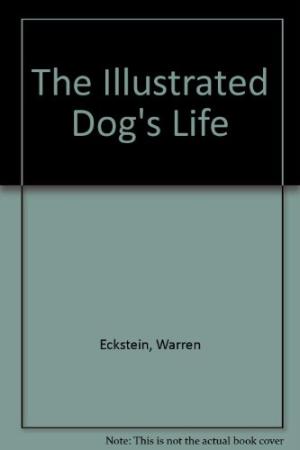 The Illustrated
Dog's Life
Eckstein, Warren
Note: This is not the actual book cover